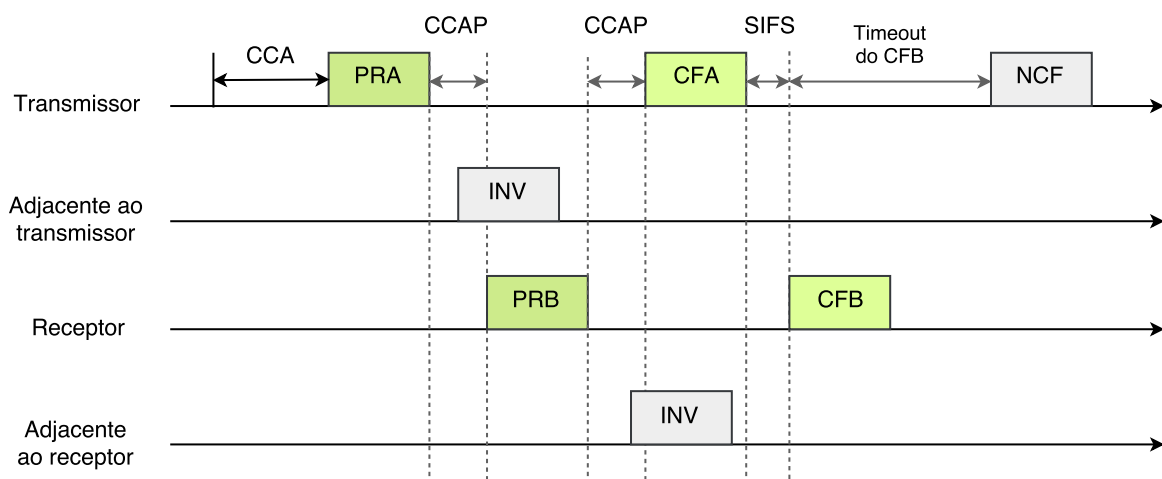 CCAP
CCAP
SIFS
CCA
Timeout
do CFB
PRA
CFA
NCF
Transmissor
INV
Adjacente ao
transmissor
PRB
CFB
Receptor
INV
Adjacente
ao receptor